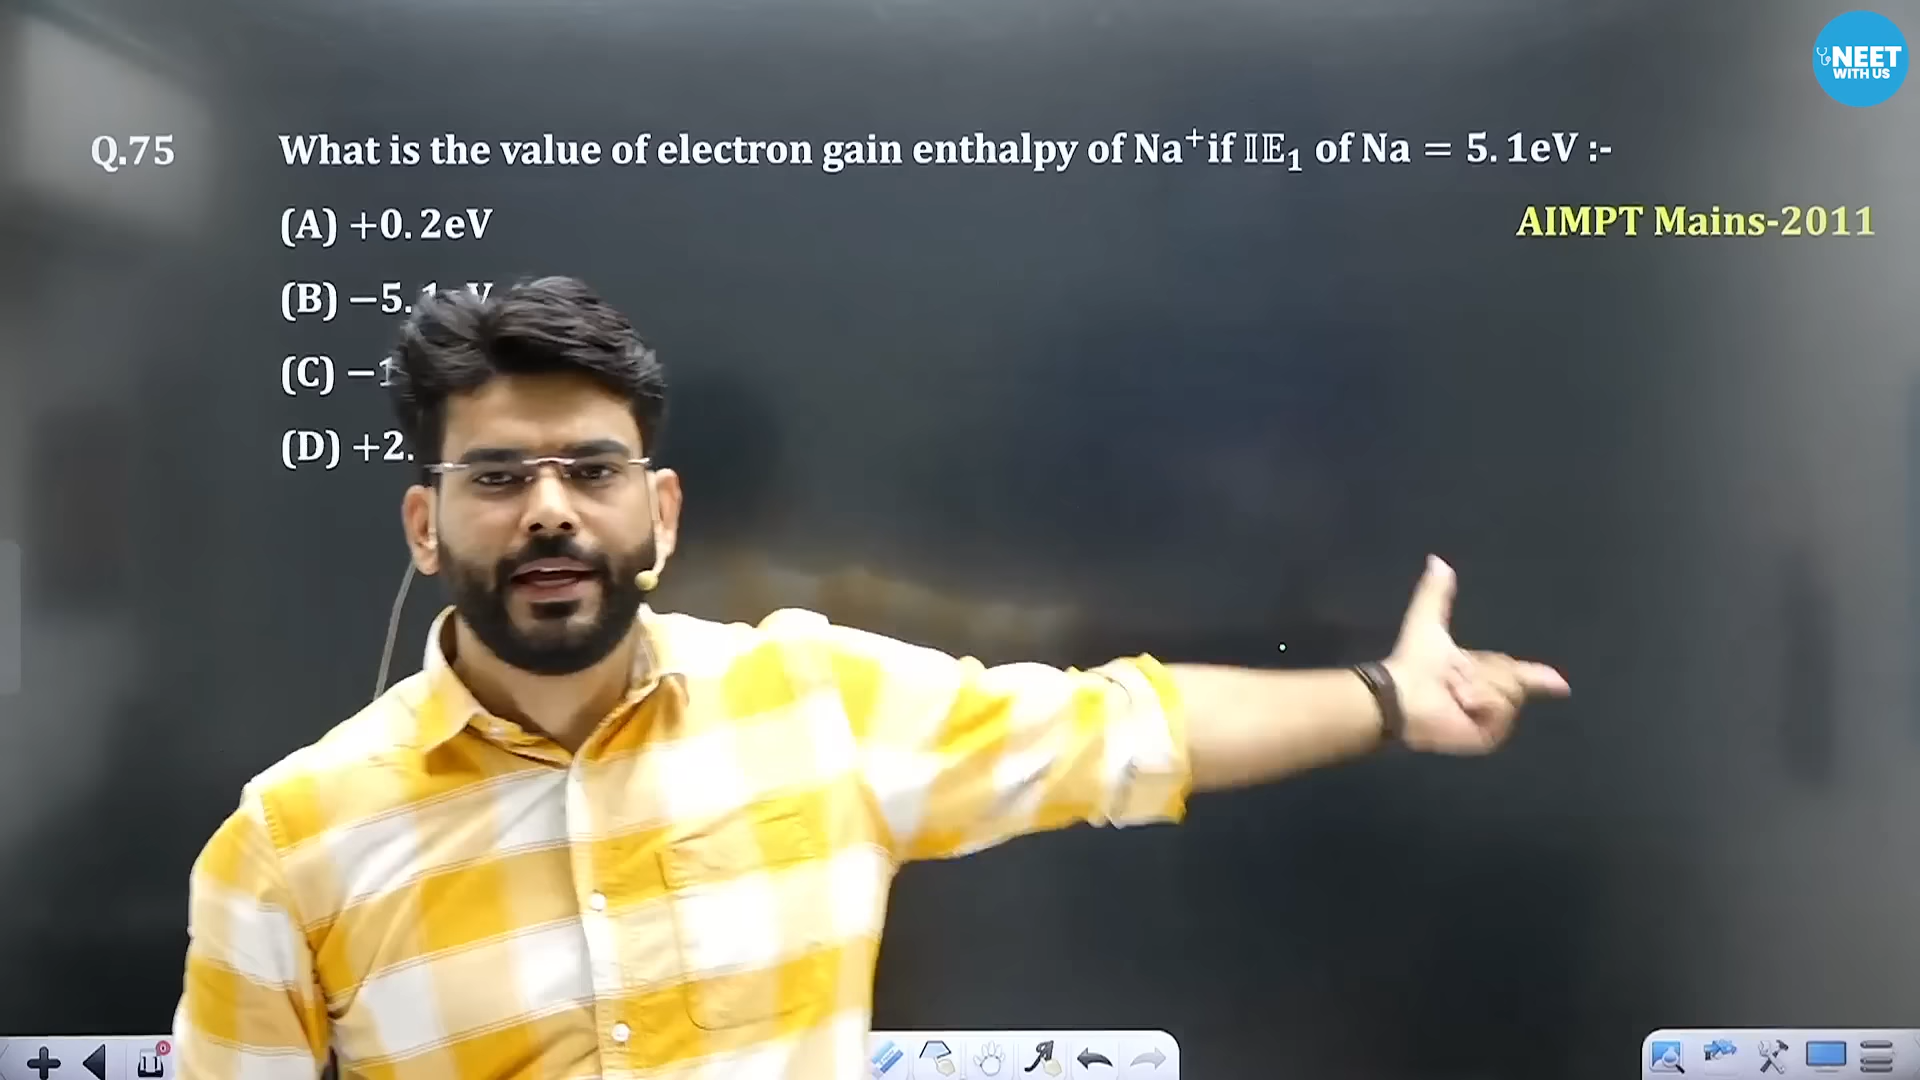 NEET
WITH US
Q.75 What is the value of electron gain enthalpy of Na⁺if 𝕀𝔼₁ of Na = 5.1eV :-
(A) +0.2eV
AIMPT Mains-2011
(B) −5.
(C) −1
(D) +2.